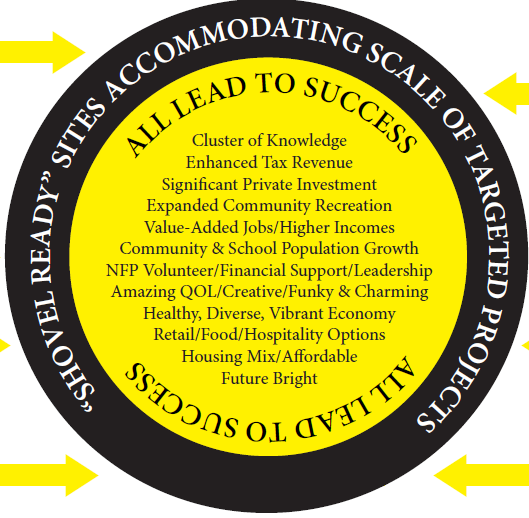 “SHOVEL READY” SITES ACCOMMODATING SCALE OF TARGETED PROJECTS
ALL LEAD TO SUCCESS
Cluster of Knowledge
Enhanced Tax Revenue
Significant Private Investment
Expanded Community Recreation
Value-Added Jobs/Higher Incomes
Community & School Population Growth
NFP Volunteer/Financial Support/Leadership
Amazing QOL/Creative/Funky & Charming
Healthy, Diverse, Vibrant Economy
Retail/Food/Hospitality Options
Housing Mix/Affordable
Future Bright
ALL LEAD TO SUCCESS